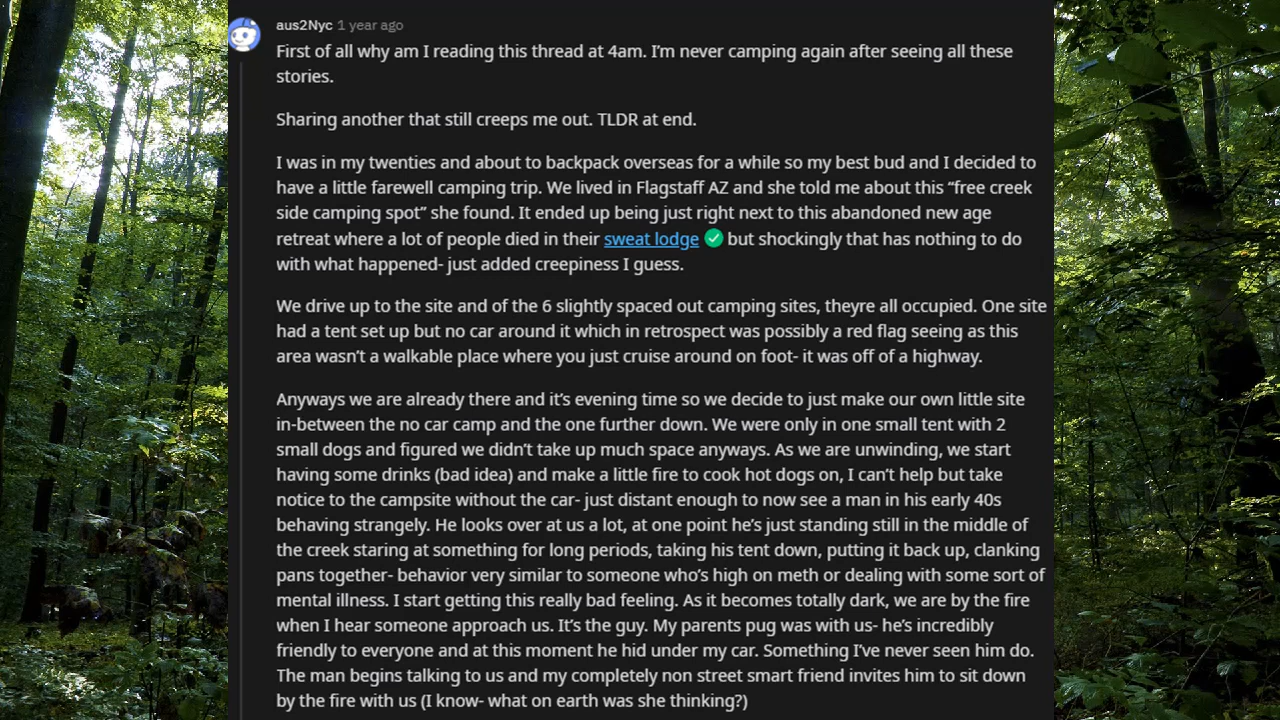 aus2Nyc 1 year ago
First of all why am I reading this thread at 4am. I’m never camping again after seeing all these
stories.
Sharing another that still creeps me out. TLDR at end.
I was in my twenties and about to backpack overseas for a while so my best bud and I decided to
have a little farewell camping trip. We lived in Flagstaff AZ and she told me about this “free creek
side camping spot” she found. It ended up being just right next to this abandoned new age
retreat where a lot of people died in their sweat lodge but shockingly that has nothing to do
with what happened- just added creepiness I guess.
We drive up to the site and of the 6 slightly spaced out camping sites, theyre all occupied. One site
had a tent set up but no car around it which in retrospect was possibly a red flag seeing as this
area wasn’t a walkable place where you just cruise around on foot- it was off of a highway.
Anyways we are already there and it’s evening time so we decide to just make our own little site
in-between the no car camp and the one further down. We were only in one small tent with 2
small dogs and figured we didn’t take up much space anyways. As we are unwinding, we start
having some drinks (bad idea) and make a little fire to cook hot dogs on, I can’t help but take
notice to the campsite without the car- just distant enough to now see a man in his early 40s
behaving strangely. He looks over at us a lot, at one point he’s just standing still in the middle of
the creek staring at something for long periods, taking his tent down, putting it back up, clanking
pans together- behavior very similar to someone who’s high on meth or dealing with some sort of
mental illness. I start getting this really bad feeling. As it becomes totally dark, we are by the fire
when I hear someone approach us. It’s the guy. My parents pug was with us- he’s incredibly
friendly to everyone and at this moment he hid under my car. Something I’ve never seen him do.
The man begins talking to us and my completely non street smart friend invites him to sit down
by the fire with us (I know- what on earth was she thinking?)